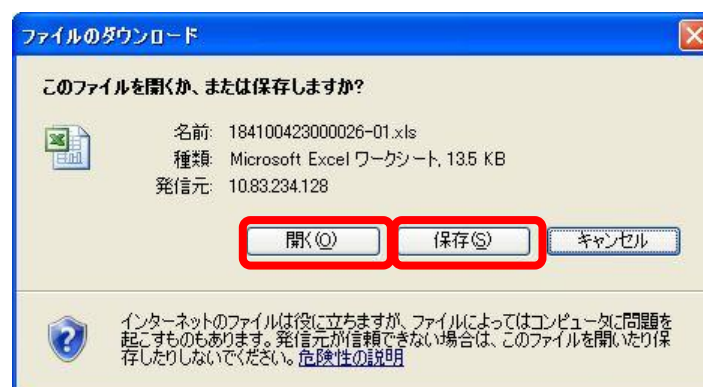 ファイルのダウンロード
このファイルを開くか、または保存しますか?
名前: 184100423000026-01.xls
種類: Microsoft Excel ワークシート, 13.5 KB
発信元: 10.83.234.128
開く(O) 保存(S) キャンセル
インターネットのファイルは役に立ちますが、ファイルによってはコンピュータに問題を
起こすものもあります。発信元が信頼できない場合は、このファイルを開いたり保
存したりしないでください。危険性の説明